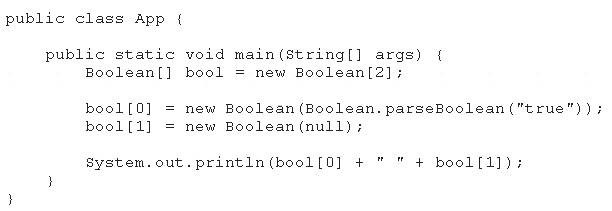 public class App {
public static void main(String[] args) {
Boolean[] bool = new Boolean[2];
bool[0] = new Boolean(Boolean.parseBoolean("true"));
bool[1] = new Boolean(null);
System.out.println(bool[0] + " " + bool[1]);
}
}